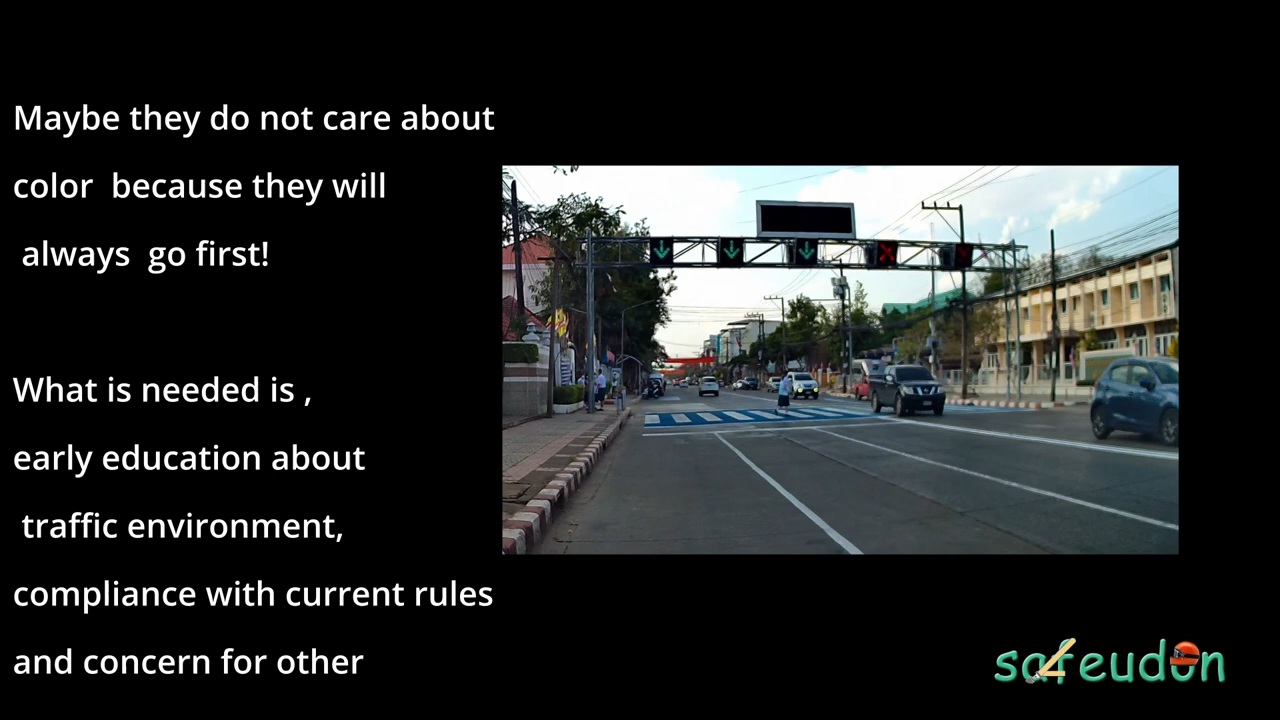 Maybe they do not care about
color because they will
always go first!
What is needed is ,
early education about
traffic environment,
compliance with current rules
and concern for other
safeudon